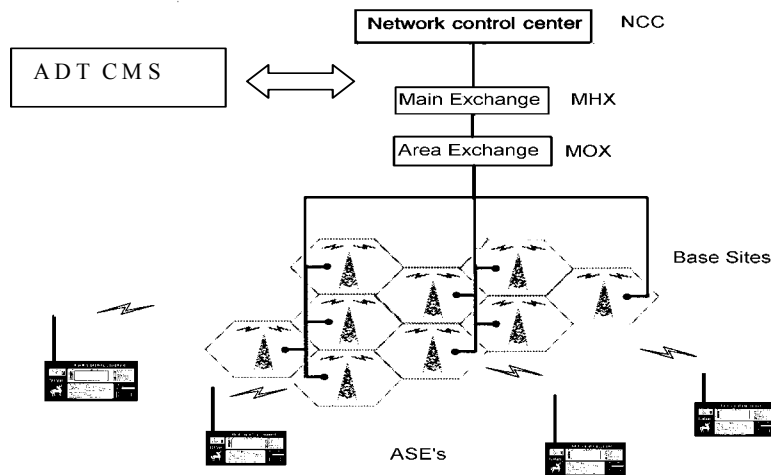 Network control center NCC
ADT CMS
Main Exchange MHX
Area Exchange MOX
Base Sites
ASE's